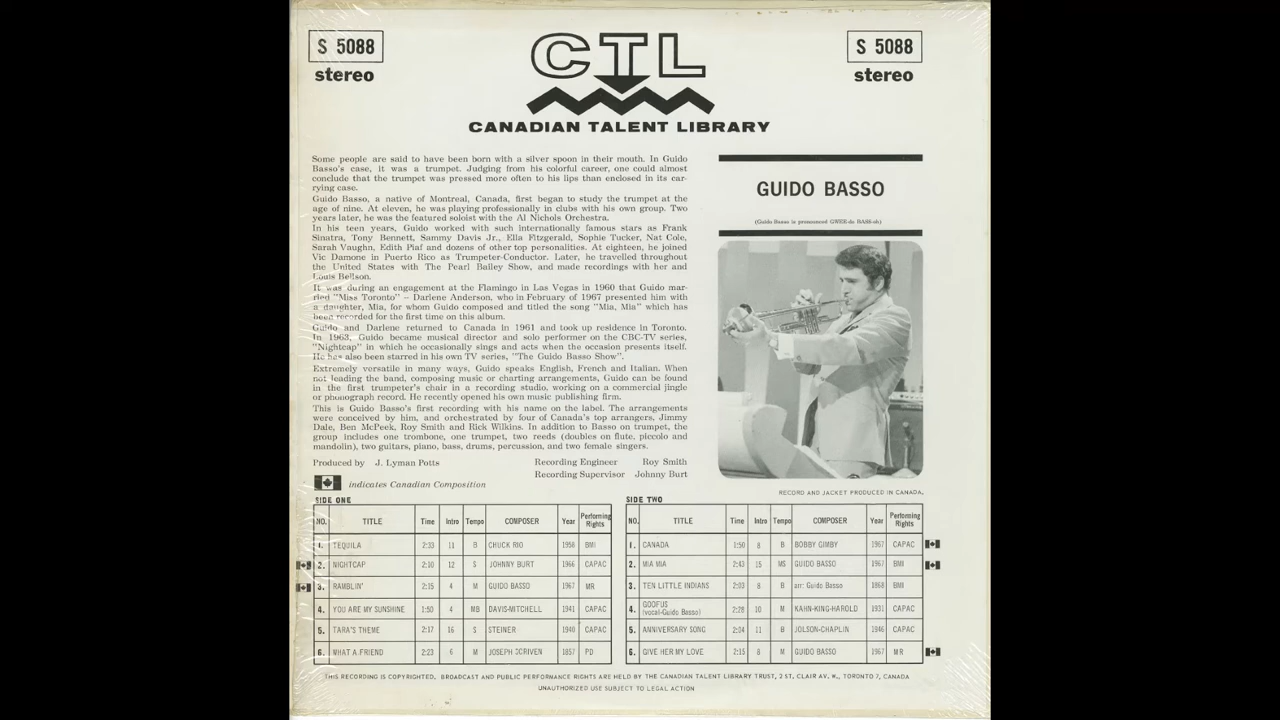 S 5088
stereo
CTL
CANADIAN TALENT LIBRARY
S 5088
stereo
Some people are said to have been born with a silver spoon in their mouth. In Guido
Basso's case, it was a trumpet. Judging from his colorful career, one could almost
conclude that the trumpet was pressed more often to his lips than enclosed in its car-
rying case.
Guido Basso, a native of Montreal, Canada, first began to study the trumpet at the
age of nine. At eleven, he was playing professionally in clubs with his own group. Two
years later, he was the featured soloist with the Al Nichols Orchestra.
In his teen years, Guido worked with such internationally famous stars as Frank
Sinatra, Tony Bennett, Sammy Davis Jr., Ella Fitzgerald, Sophie Tucker, Nat Cole,
Sarah Vaughn, Edith Piaf and dozens of other top personalities. At eighteen, he joined
Vic Damone in Puerto Rico as Trumpeter-Conductor. Later, he travelled throughout
the United States with The Pearl Bailey Show, and made recordings with her and
Louis Bellson.
It was during an engagement at the Flamingo in Las Vegas in 1960 that Guido mar-
ried "Miss Toronto" – Darlene Anderson, who in February of 1967 presented him with
a daughter, Mia, for whom Guido composed and titled the song "Mia, Mia" which has
been recorded for the first time on this album.
Guido and Darlene returned to Canada in 1961 and took up residence in Toronto.
In 1963, Guido became musical director and solo performer on the CBC-TV series,
"Nightcap" in which he occasionally sings and acts when the occasion presents itself.
He has also been starred in his own TV series, "The Guido Basso Show".
Extremely versatile in many ways, Guido speaks English, French and Italian. When
not leading the band, composing music or charting arrangements, Guido can be found
in the first trumpeter's chair in a recording studio, working on a commercial jingle
or phonograph record. He recently opened his own music publishing firm.
This is Guido Basso's first recording with his name on the label. The arrangements
were conceived by him, and orchestrated by four of Canada's top arrangers, Jimmy
Dale, Ben McPeek, Roy Smith and Rick Wilkins. In addition to Basso on trumpet, the
group includes one trombone, one trumpet, two reeds (doubles on flute, piccolo and
mandolin), two guitars, piano, bass, drums, percussion, and two female singers.
Produced by J. Lyman Potts
Recording Engineer Roy Smith
Recording Supervisor Johnny Burt
indicates Canadian Composition
GUIDO BASSO
(Guido Basso is pronounced GWEE-do BASS-oh)
RECORD AND JACKET PRODUCED IN CANADA.
SIDE ONE
NO. TITLE Time Intro Tempo COMPOSER Year Performing Rights
1. TEQUILA 2:33 11 B CHUCK RIO 1958 BMI
2. NIGHTCAP 2:10 12 S JOHNNY BURT 1966 CAPAC
3. RAMBLIN' 2:15 4 M GUIDO BASSO 1967 MR
4. YOU ARE MY SUNSHINE 1:50 4 MB DAVIS-MITCHELL 1941 CAPAC
5. TARA'S THEME 2:17 16 S STEINER 1940 CAPAC
6. WHAT A FRIEND 2:23 6 M JOSEPH SCRIVEN 1857 PD
SIDE TWO
NO. TITLE Time Intro Tempo COMPOSER Year Performing Rights
1. CANADA 1:50 8 B BOBBY GIMBY 1967 CAPAC
2. MIA MIA 2:43 15 MS GUIDO BASSO 1967 BMI
3. TEN LITTLE INDIANS 2:03 8 B arr: Guido Basso 1868 BMI
4. GOOFUS (vocal-Guido Basso) 2:28 10 M KAHN-KING-HAROLD 1931 CAPAC
5. ANNIVERSARY SONG 2:04 11 B JOLSON-CHAPLIN 1946 CAPAC
6. GIVE HER MY LOVE 2:15 8 M GUIDO BASSO 1967 MR
THIS RECORDING IS COPYRIGHTED. BROADCAST AND PUBLIC PERFORMANCE RIGHTS ARE HELD BY THE CANADIAN TALENT LIBRARY TRUST, 2 ST. CLAIR AV. W., TORONTO 7, CANADA
UNAUTHORIZED USE SUBJECT TO LEGAL ACTION